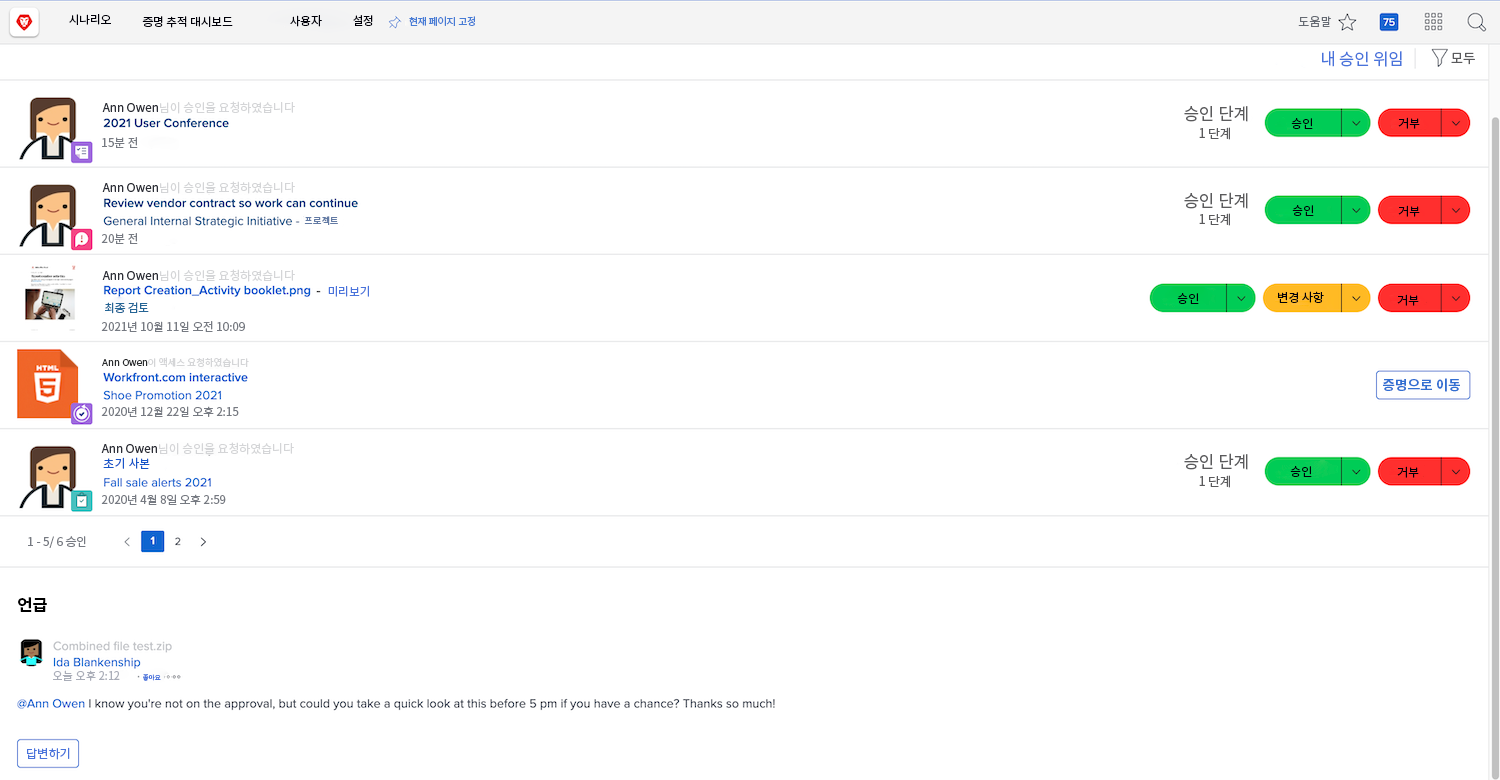 시나리오 증명 추적 대시보드 사용자 설정 현재 페이지 고정 도움말 75
내 승인 위임 모두
Ann Owen님이 승인을 요청하였습니다
2021 User Conference
15분 전
승인 단계
1 단계
승인 거부
Ann Owen님이 승인을 요청하였습니다
Review vendor contract so work can continue
General Internal Strategic Initiative - 프로젝트
20분 전
승인 단계
1 단계
승인 거부
Ann Owen님이 승인을 요청하였습니다
Report Creation_Activity booklet.png - 미리보기
최종 검토
2021년 10월 11일 오전 10:09
승인 변경 사항 거부
HTML
5
Ann Owen이 액세스 요청하였습니다
Workfront.com interactive
Shoe Promotion 2021
2020년 12월 22일 오후 2:15
증명으로 이동
Ann Owen님이 승인을 요청하였습니다
초기 사본
Fall sale alerts 2021
2020년 4월 8일 오후 2:59
승인 단계
1 단계
승인 거부
1 - 5/ 6 승인 1 2
언급
Combined file test.zip
Ida Blankenship
오늘 오후 2:12 · 좋아요
@Ann Owen I know you're not on the approval, but could you take a quick look at this before 5 pm if you have a chance? Thanks so much!
답변하기